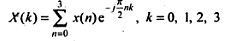 X(k) = \sum_{n=0}^{3} x(n) e^{-j\frac{\pi}{2}nk}, k = 0, 1, 2, 3